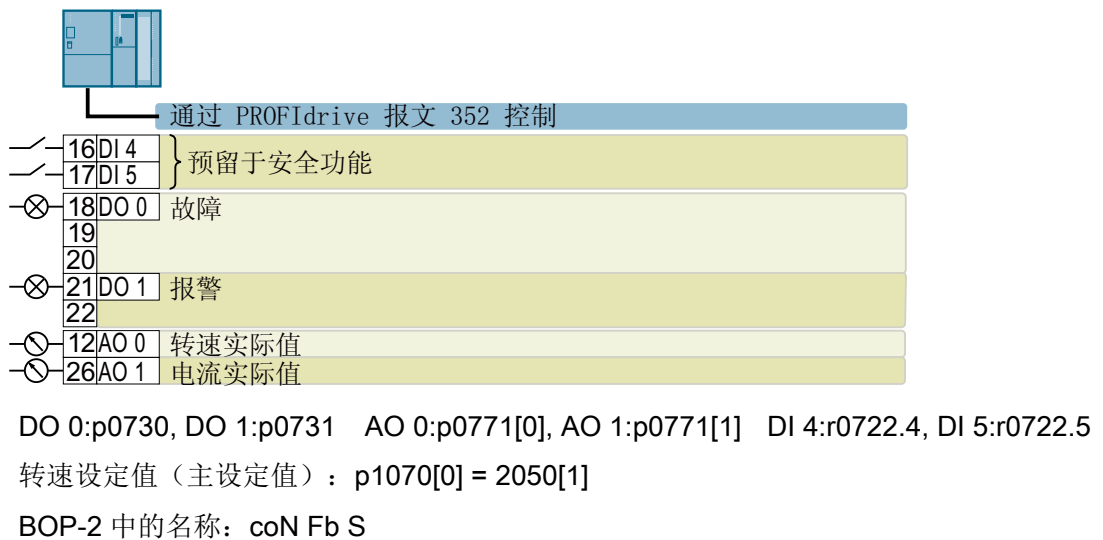 通过 PROFIdrive 报文 352 控制
16 DI 4
17 DI 5
预留于安全功能
18 DO 0 故障
19
20
21 DO 1 报警
22
12 AO 0 转速实际值
26 AO 1 电流实际值
DO 0:p0730, DO 1:p0731 AO 0:p0771[0], AO 1:p0771[1] DI 4:r0722.4, DI 5:r0722.5
转速设定值（主设定值）：p1070[0] = 2050[1]
BOP-2 中的名称：coN Fb S